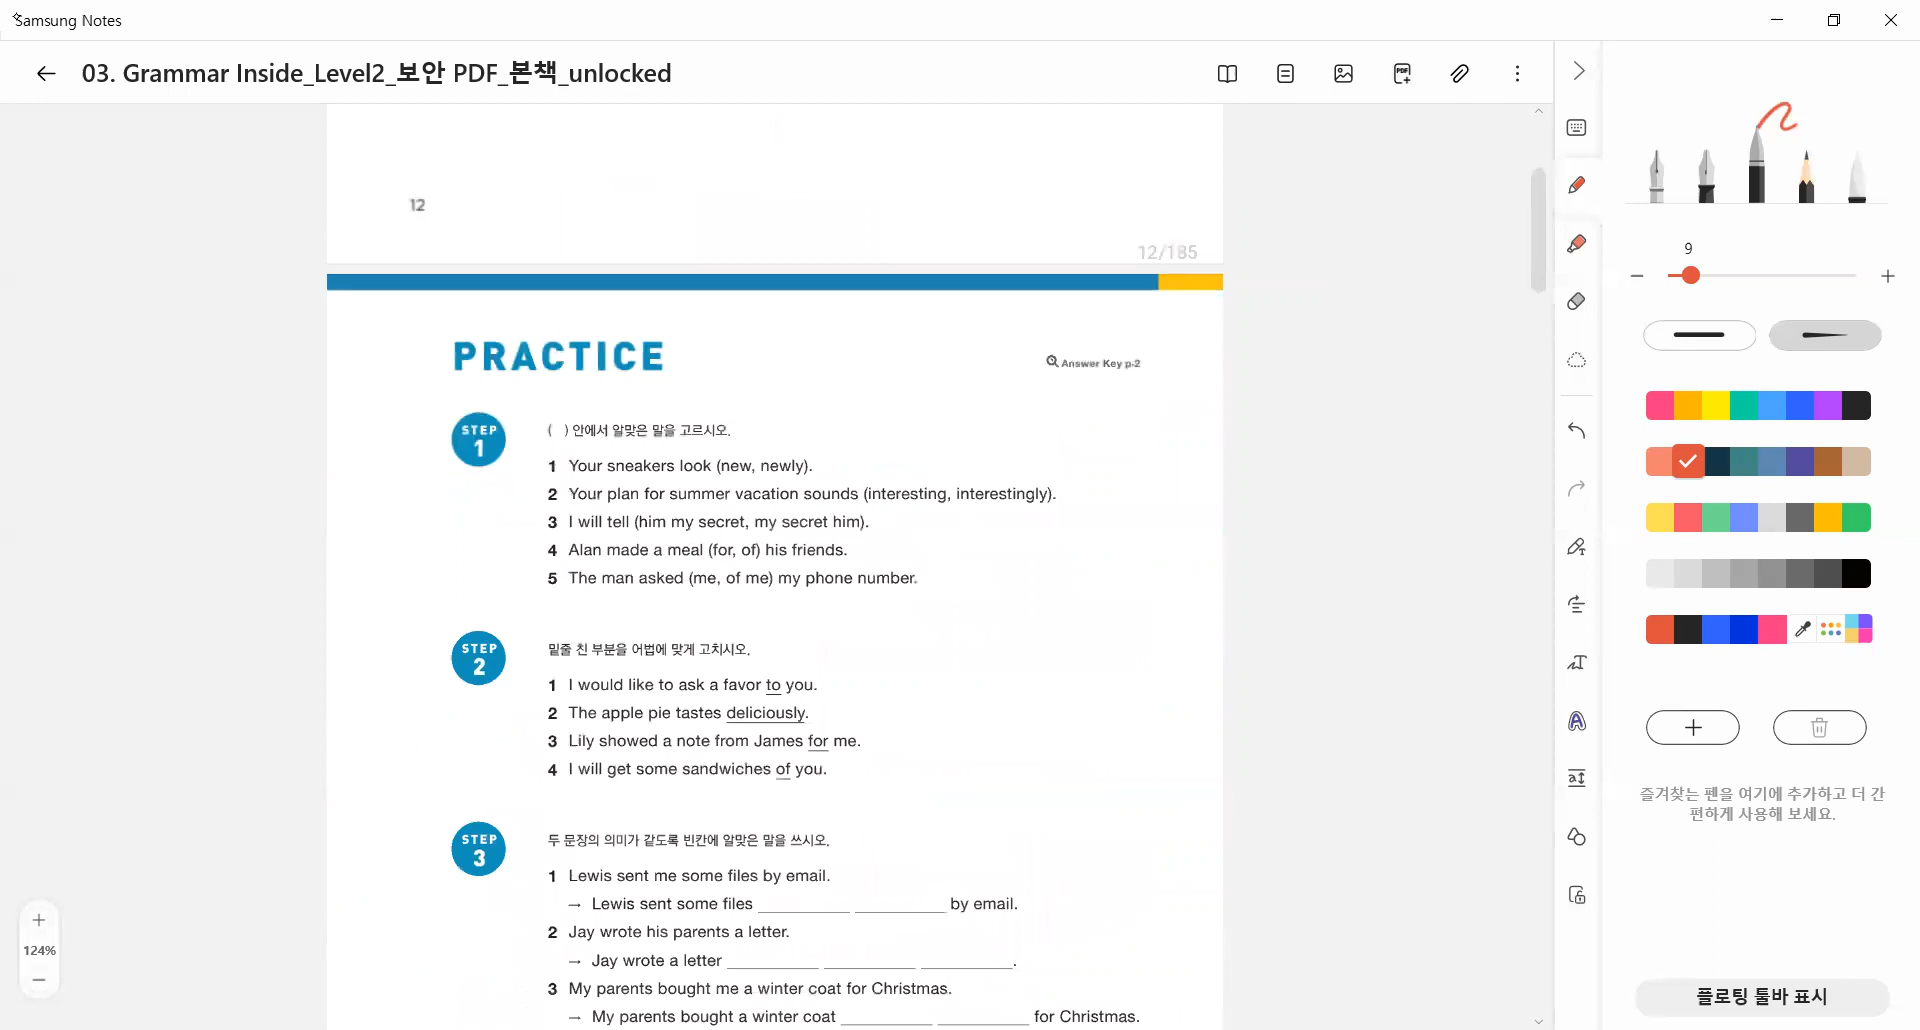 Samsung Notes
03. Grammar Inside_Level2_보안 PDF_본책_unlocked
12
12/185
PRACTICE
Answer Key p-2
STEP 1
( ) 안에서 알맞은 말을 고르시오.
1 Your sneakers look (new, newly).
2 Your plan for summer vacation sounds (interesting, interestingly).
3 I will tell (him my secret, my secret him).
4 Alan made a meal (for, of) his friends.
5 The man asked (me, of me) my phone number.
STEP 2
밑줄 친 부분을 어법에 맞게 고치시오.
1 I would like to ask a favor to you.
2 The apple pie tastes deliciously.
3 Lily showed a note from James for me.
4 I will get some sandwiches of you.
STEP 3
두 문장의 의미가 같도록 빈칸에 알맞은 말을 쓰시오.
1 Lewis sent me some files by email.
→ Lewis sent some files __________ __________ by email.
2 Jay wrote his parents a letter.
→ Jay wrote a letter __________ __________ __________.
3 My parents bought me a winter coat for Christmas.
→ My parents bought a winter coat __________ __________ for Christmas.
124%
PDF
9
즐겨찾는 펜을 여기에 추가하고 더 간
편하게 사용해 보세요.
플로팅 툴바 표시